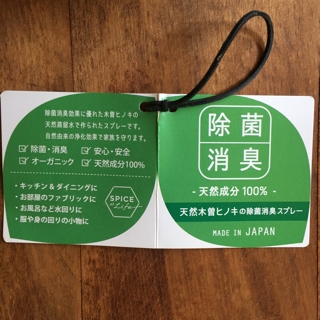 除菌消臭効果に優れた木曽ヒノキの
天然蒸留水で作られたスプレーです。
自然由来の浄化効果で家族を守ります。
除菌・消臭 安心・安全
オーガニック 天然成分100%
・キッチン＆ダイニングに
・お部屋のファブリックに
・お風呂など水回りに
・服や身の回りの小物に
SPICE
of Life
除菌
消臭
- 天然成分 100% -
天然木曽ヒノキの除菌消臭スプレー
MADE IN JAPAN